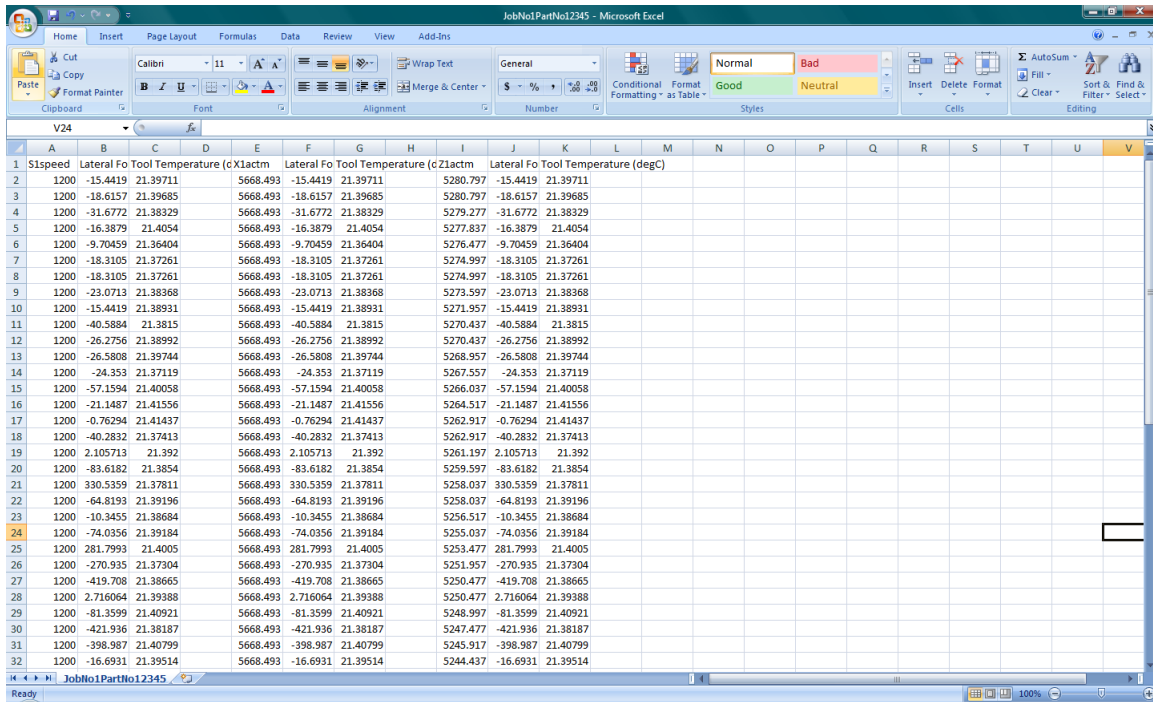 JobNo1PartNo12345 - Microsoft Excel
Home Insert Page Layout Formulas Data Review View Add-Ins
Paste
Cut
Copy
Format Painter
Clipboard
Calibri 11
B I U
Font
Wrap Text
Merge & Center
Alignment
General
$ % ,
Number
Conditional Formatting
Format as Table
Normal Bad
Good Neutral
Styles
Insert Delete Format
Cells
AutoSum
Fill
Clear
Sort & Filter
Find & Select
Editing
V24 fx
A B C D E F G H I J K L M N O P Q R S T U V
1 S1speed Lateral Fo Tool Temperature (d X1actm Lateral Fo Tool Temperature (c Z1actm Lateral Fo Tool Temperature (degC)
2 1200 -15.4419 21.39711 5668.493 -15.4419 21.39711 5280.797 -15.4419 21.39711
3 1200 -18.6157 21.39685 5668.493 -18.6157 21.39685 5280.797 -18.6157 21.39685
4 1200 -31.6772 21.38329 5668.493 -31.6772 21.38329 5279.277 -31.6772 21.38329
5 1200 -16.3879 21.4054 5668.493 -16.3879 21.4054 5277.837 -16.3879 21.4054
6 1200 -9.70459 21.36404 5668.493 -9.70459 21.36404 5276.477 -9.70459 21.36404
7 1200 -18.3105 21.37261 5668.493 -18.3105 21.37261 5274.997 -18.3105 21.37261
8 1200 -18.3105 21.37261 5668.493 -18.3105 21.37261 5274.997 -18.3105 21.37261
9 1200 -23.0713 21.38368 5668.493 -23.0713 21.38368 5273.597 -23.0713 21.38368
10 1200 -15.4419 21.38931 5668.493 -15.4419 21.38931 5271.957 -15.4419 21.38931
11 1200 -40.5884 21.3815 5668.493 -40.5884 21.3815 5270.437 -40.5884 21.3815
12 1200 -26.2756 21.38992 5668.493 -26.2756 21.38992 5270.437 -26.2756 21.38992
13 1200 -26.5808 21.39744 5668.493 -26.5808 21.39744 5268.957 -26.5808 21.39744
14 1200 -24.353 21.37119 5668.493 -24.353 21.37119 5267.557 -24.353 21.37119
15 1200 -57.1594 21.40058 5668.493 -57.1594 21.40058 5266.037 -57.1594 21.40058
16 1200 -21.1487 21.41556 5668.493 -21.1487 21.41556 5264.517 -21.1487 21.41556
17 1200 -0.76294 21.41437 5668.493 -0.76294 21.41437 5262.917 -0.76294 21.41437
18 1200 -40.2832 21.37413 5668.493 -40.2832 21.37413 5262.917 -40.2832 21.37413
19 1200 2.105713 21.392 5668.493 2.105713 21.392 5261.197 2.105713 21.392
20 1200 -83.6182 21.3854 5668.493 -83.6182 21.3854 5259.597 -83.6182 21.3854
21 1200 330.5359 21.37811 5668.493 330.5359 21.37811 5258.037 330.5359 21.37811
22 1200 -64.8193 21.39196 5668.493 -64.8193 21.39196 5258.037 -64.8193 21.39196
23 1200 -10.3455 21.38684 5668.493 -10.3455 21.38684 5256.517 -10.3455 21.38684
24 1200 -74.0356 21.39184 5668.493 -74.0356 21.39184 5255.037 -74.0356 21.39184
25 1200 281.7993 21.4005 5668.493 281.7993 21.4005 5253.477 281.7993 21.4005
26 1200 -270.935 21.37304 5668.493 -270.935 21.37304 5251.957 -270.935 21.37304
27 1200 -419.708 21.38665 5668.493 -419.708 21.38665 5250.477 -419.708 21.38665
28 1200 2.716064 21.39388 5668.493 2.716064 21.39388 5250.477 2.716064 21.39388
29 1200 -81.3599 21.40921 5668.493 -81.3599 21.40921 5248.997 -81.3599 21.40921
30 1200 -421.936 21.38187 5668.493 -421.936 21.38187 5247.477 -421.936 21.38187
31 1200 -398.987 21.40799 5668.493 -398.987 21.40799 5245.917 -398.987 21.40799
32 1200 -16.6931 21.39514 5668.493 -16.6931 21.39514 5244.437 -16.6931 21.39514
JobNo1PartNo12345
Ready 100%